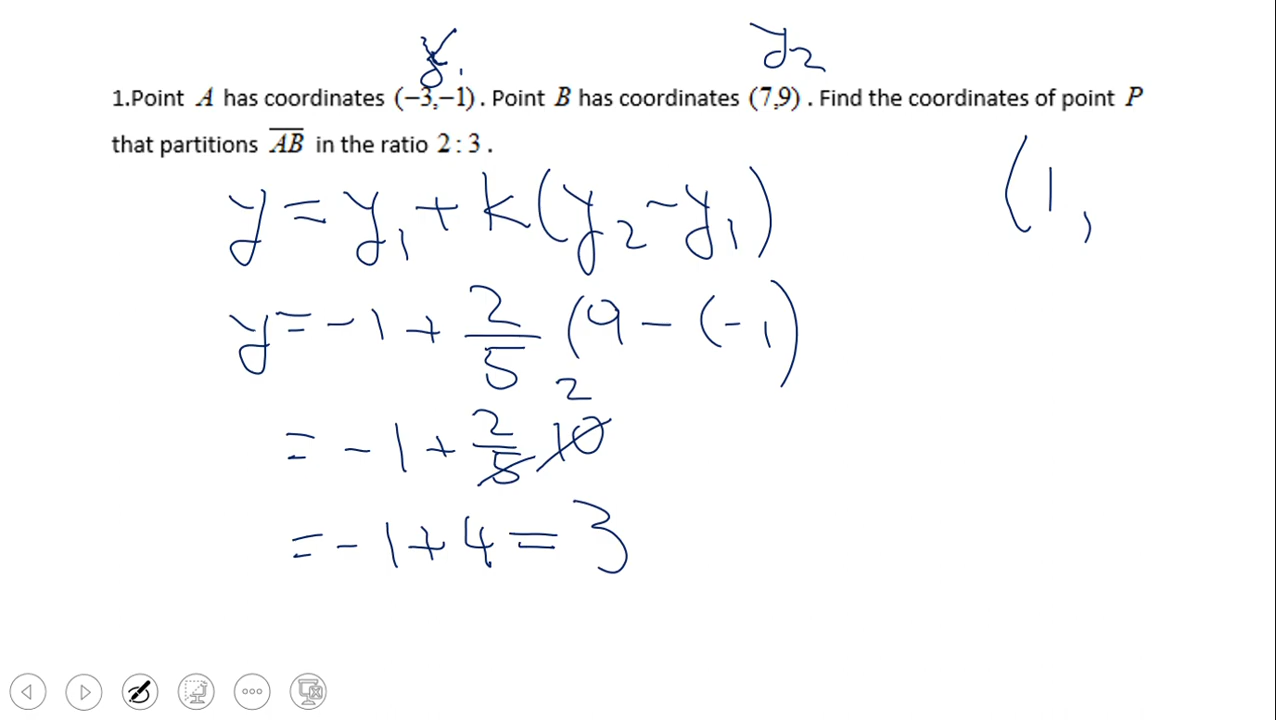 y₁ y₂
1.Point A has coordinates (−3,−1). Point B has coordinates (7,9). Find the coordinates of point P
that partitions AB in the ratio 2:3.
(1,
y = y₁ + k(y₂ - y₁)
y = -1 + 2/5 (9 - (-1)
2
= -1 + 2/5 10
= -1 + 4 = 3